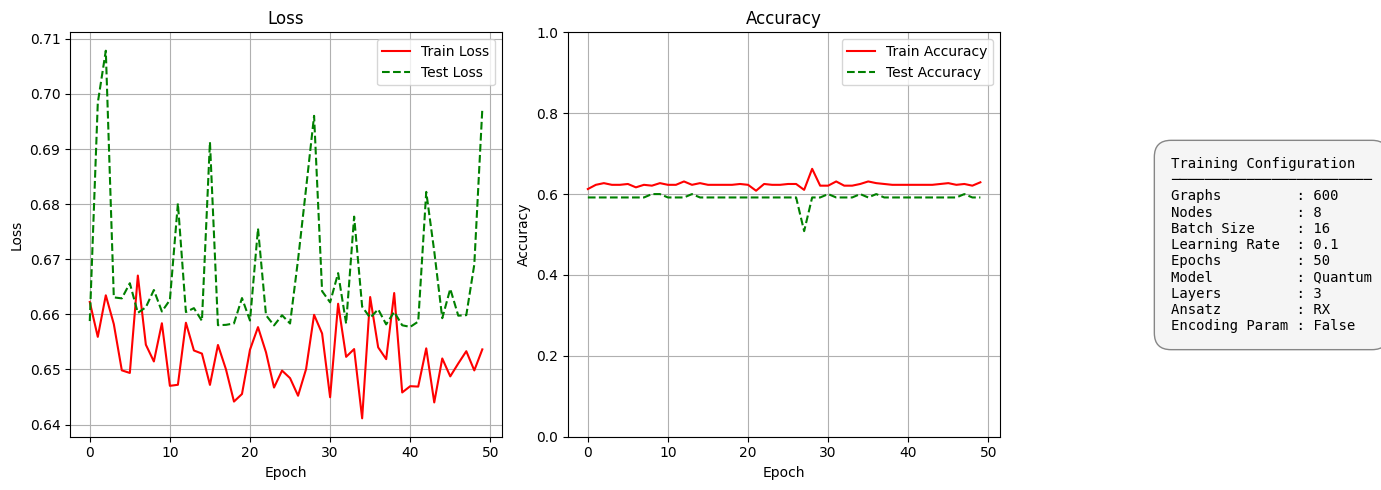 Loss
0.71
0.70
0.69
0.68
0.67
0.66
0.65
0.64
Loss
0 10 20 30 40 50
Epoch
Train Loss
Test Loss
Accuracy
1.0
0.8
0.6
0.4
0.2
0.0
Accuracy
0 10 20 30 40 50
Epoch
Train Accuracy
Test Accuracy
Training Configuration
Graphs : 600
Nodes : 8
Batch Size : 16
Learning Rate : 0.1
Epochs : 50
Model : Quantum
Layers : 3
Ansatz : RX
Encoding Param : False